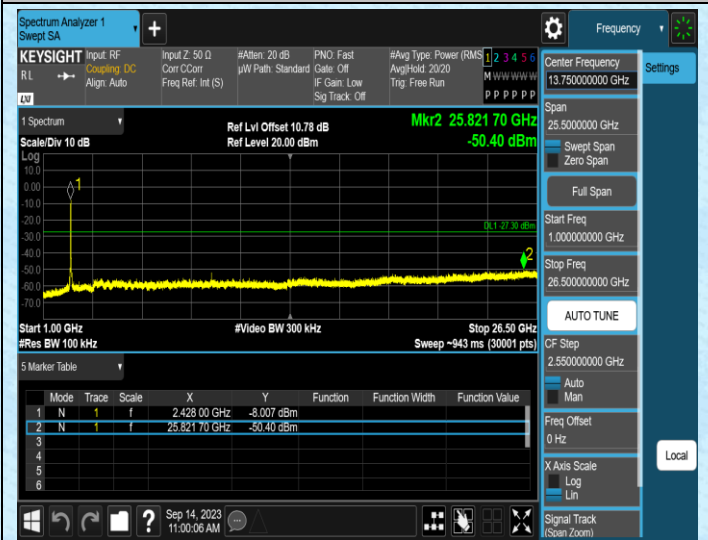 Spectrum Analyzer 1
Swept SA
+
Frequency
KEYSIGHT
RL
LXI
Input: RF
Coupling: DC
Align: Auto
Input Z: 50 Ω
Corr CCorr
Freq Ref: Int (S)
#Atten: 20 dB
µW Path: Standard
PNO: Fast
Gate: Off
IF Gain: Low
Sig Track: Off
#Avg Type: Power (RMS
Avg|Hold: 20/20
Trig: Free Run
1 2 3 4 5 6
M W W W W W
P P P P P P
1 Spectrum
Scale/Div 10 dB
Log
Ref Lvl Offset 10.78 dB
Ref Level 20.00 dBm
Mkr2 25.821 70 GHz
-50.40 dBm
10.0
0.00
-10.0
-20.0
-30.0
-40.0
-50.0
-60.0
-70.0
1
DL1 -27.30 dBm
2
Start 1.00 GHz
#Res BW 100 kHz
#Video BW 300 kHz
Stop 26.50 GHz
Sweep ~943 ms (30001 pts)
5 Marker Table
Mode Trace Scale X Y Function Function Width Function Value
1 N 1 f 2.428 00 GHz -8.007 dBm
2 N 1 f 25.821 70 GHz -50.40 dBm
3
4
5
6
?
Sep 14, 2023
11:00:06 AM
Center Frequency
13.750000000 GHz
Settings
Span
25.5000000 GHz
Swept Span
Zero Span
Full Span
Start Freq
1.000000000 GHz
Stop Freq
26.500000000 GHz
AUTO TUNE
CF Step
2.550000000 GHz
Auto
Man
Freq Offset
0 Hz
Local
X Axis Scale
Log
Lin
Signal Track
(Span Zoom)